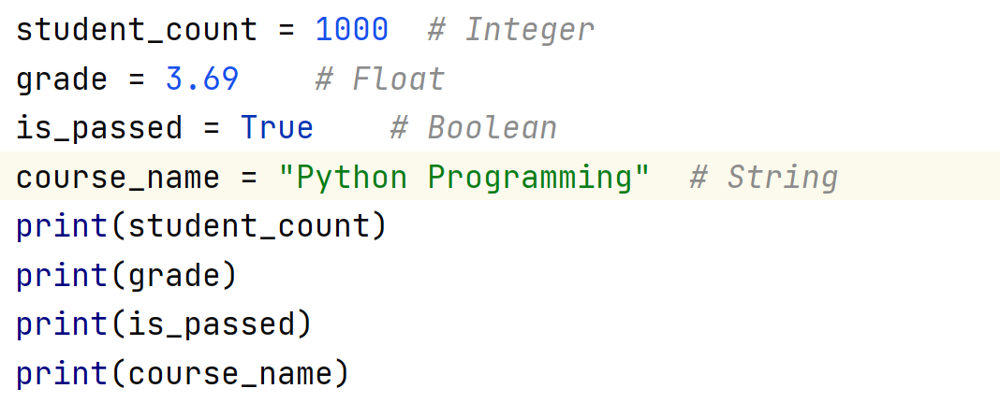 student_count = 1000  # Integer
grade = 3.69    # Float
is_passed = True    # Boolean
course_name = "Python Programming"  # String
print(student_count)
print(grade)
print(is_passed)
print(course_name)